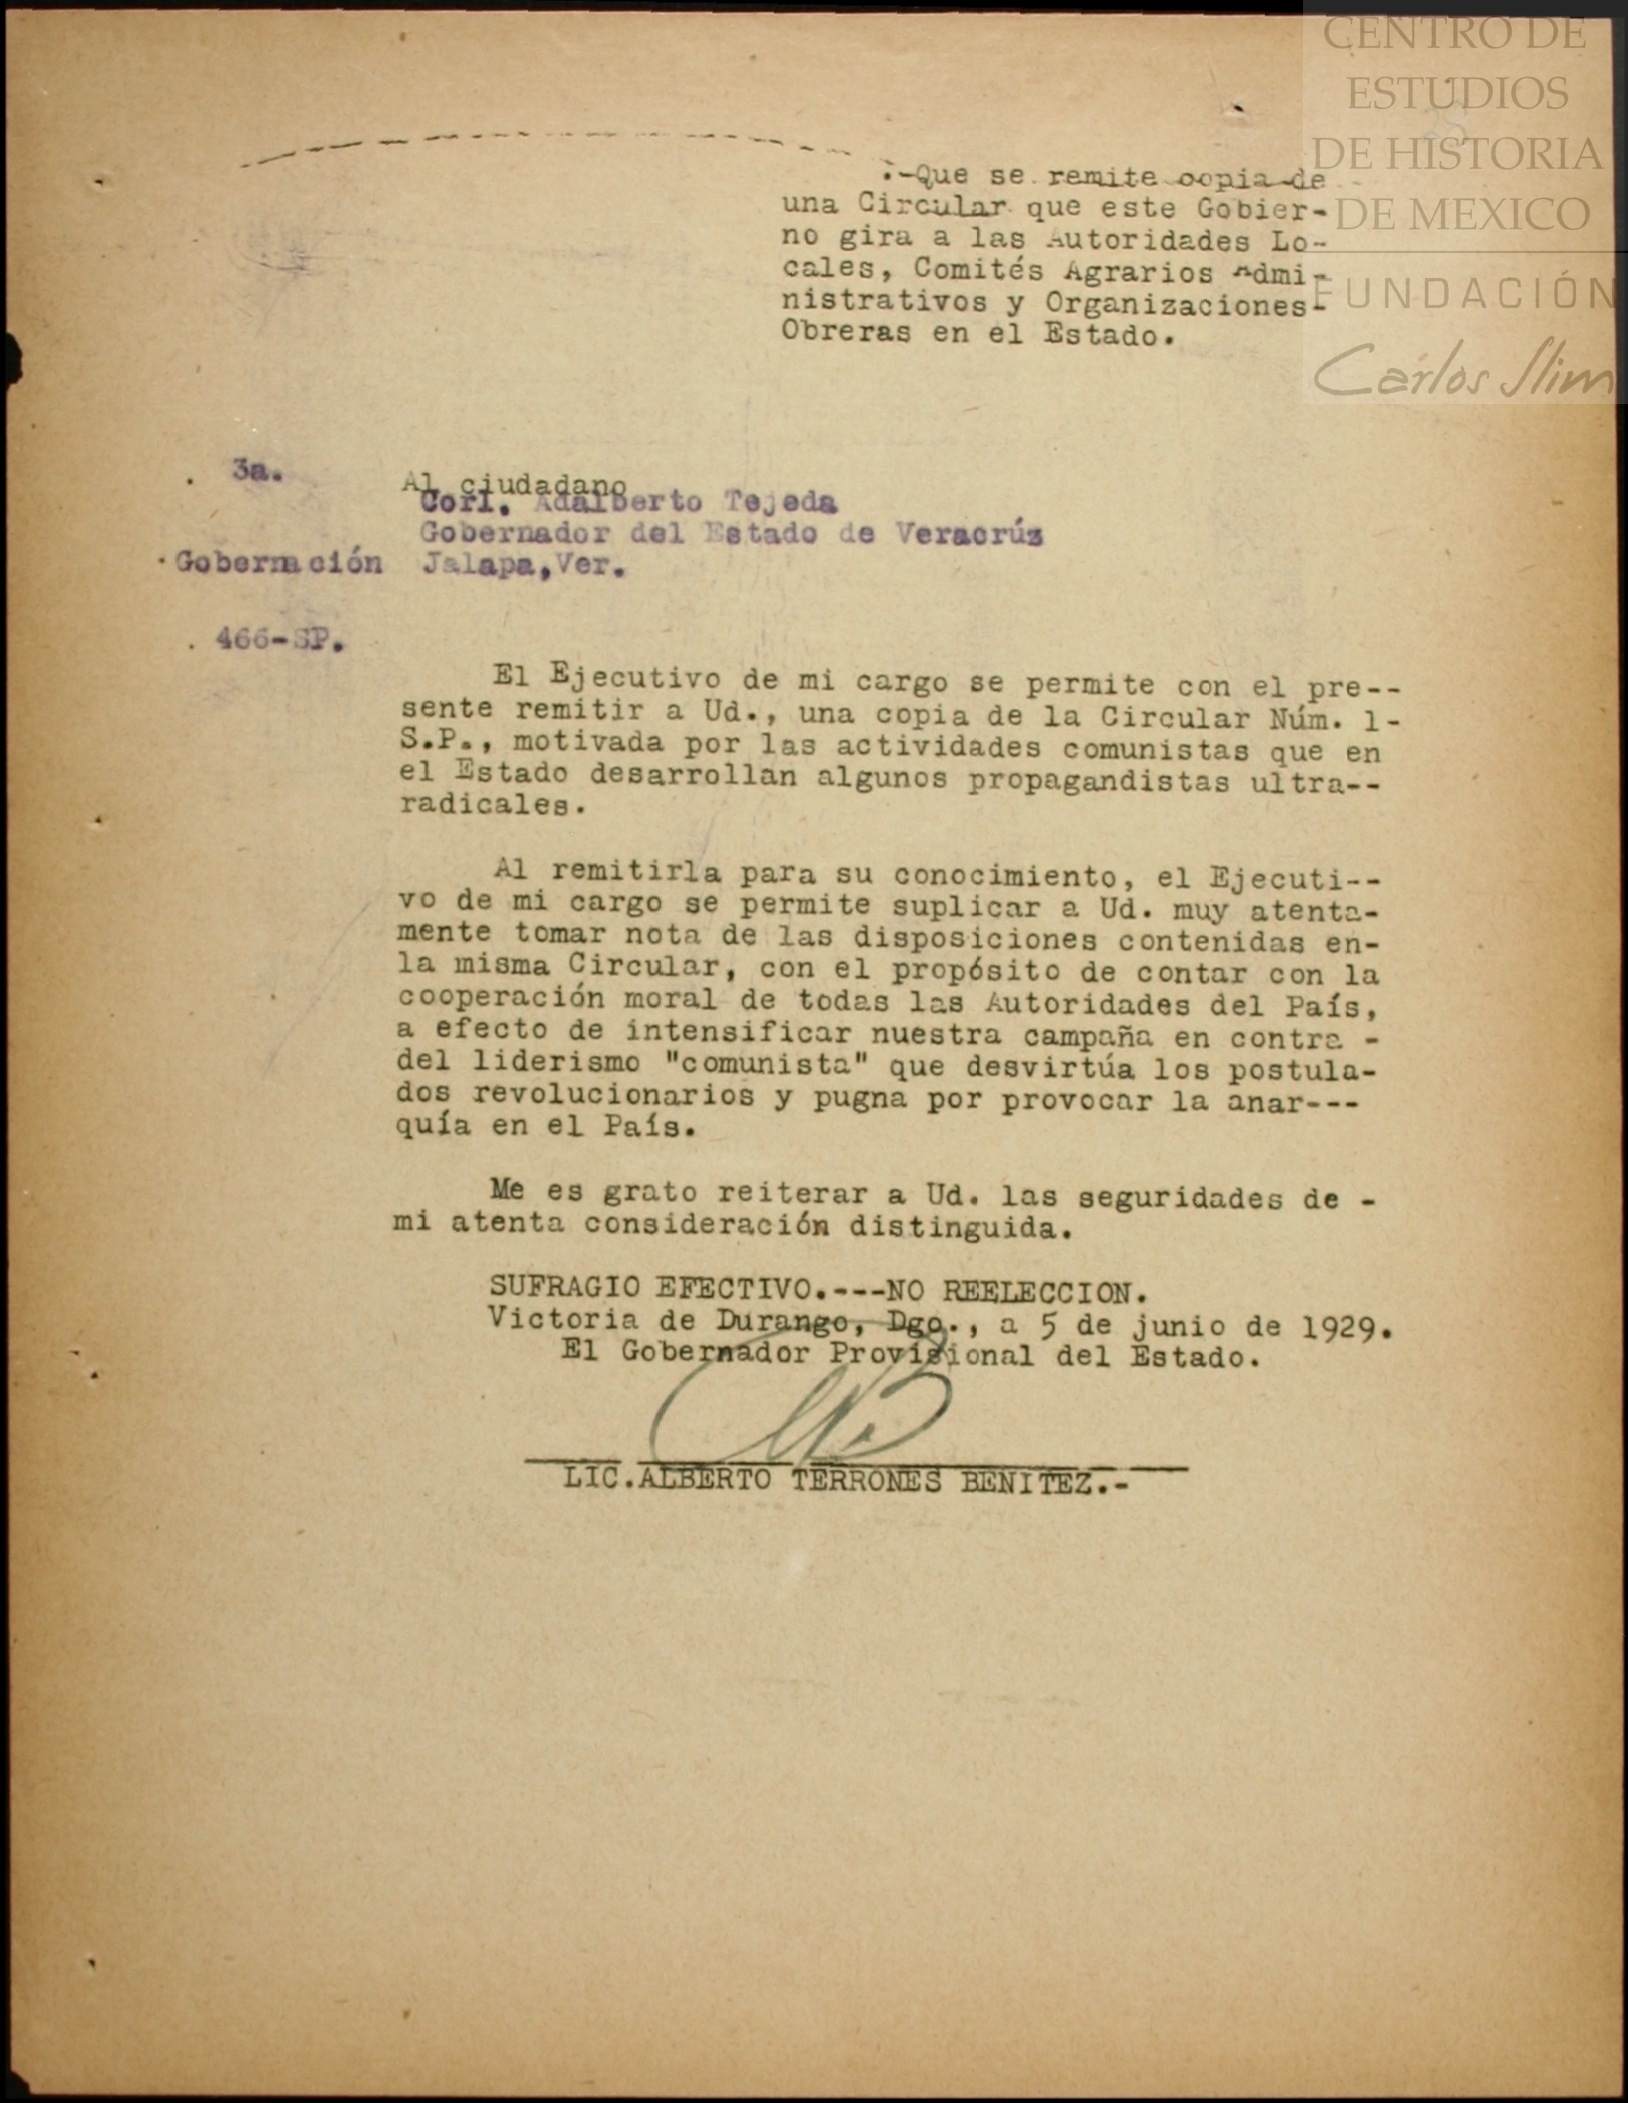 CENTRO DE
ESTUDIOS
DE HISTORIA
DE MEXICO
FUNDACIÓN
Carlos Slim
.-Que se remite copia de
una Circular que este Gobier-
no gira a las Autoridades Lo-
cales, Comités Agrarios Admi-
nistrativos y Organizaciones-
Obreras en el Estado.
3a.
Al ciudadano
Corl. Adalberto Tejeda
Gobernador del Estado de Veracrúz
Gobernación Jalapa,Ver.
466-SP.
El Ejecutivo de mi cargo se permite con el pre--
sente remitir a Ud., una copia de la Circular Núm. 1-
S.P., motivada por las actividades comunistas que en
el Estado desarrollan algunos propagandistas ultra--
radicales.
Al remitirla para su conocimiento, el Ejecuti--
vo de mi cargo se permite suplicar a Ud. muy atenta-
mente tomar nota de las disposiciones contenidas en-
la misma Circular, con el propósito de contar con la
cooperación moral de todas las Autoridades del País,
a efecto de intensificar nuestra campaña en contra -
del liderismo "comunista" que desvirtúa los postula-
dos revolucionarios y pugna por provocar la anar---
quía en el País.
Me es grato reiterar a Ud. las seguridades de -
mi atenta consideración distinguida.
SUFRAGIO EFECTIVO.---NO REELECCION.
Victoria de Durango, Dgo., a 5 de junio de 1929.
El Gobernador Provisional del Estado.
LIC.ALBERTO TERRONES BENITEZ.-